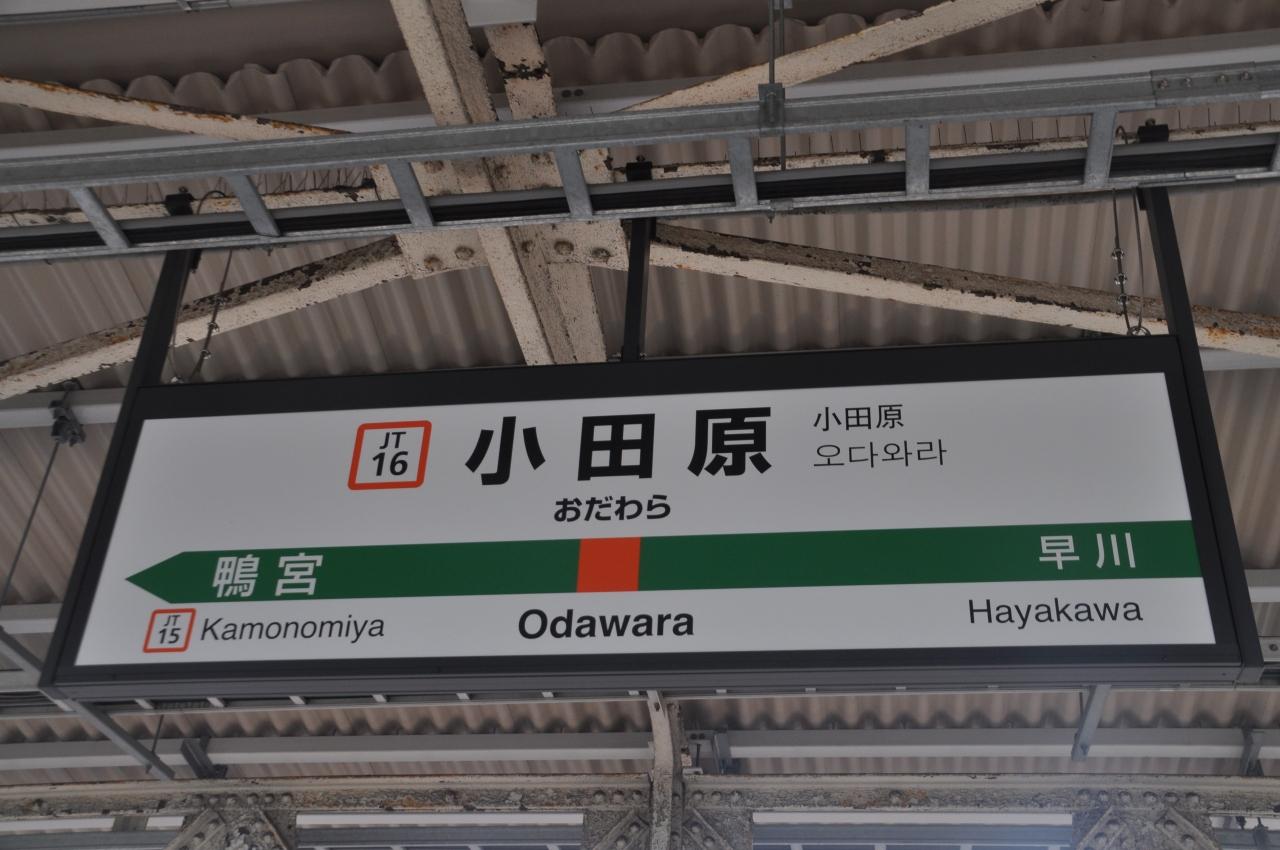 JT
16
小田原
小田原
오다와라
おだわら
鴨宮
早川
JT
15
Kamonomiya
Odawara
Hayakawa